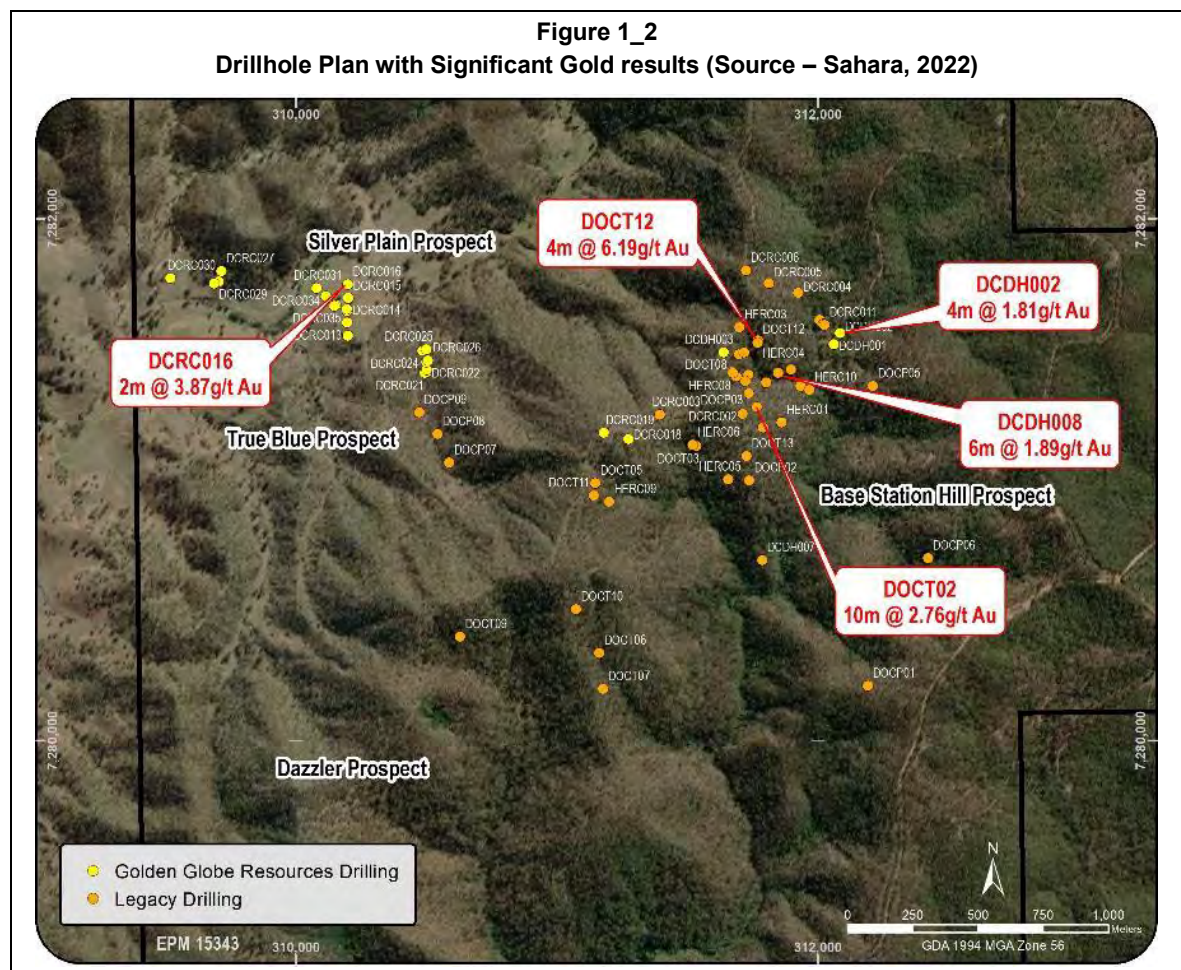 Figure 1_2
Drillhole Plan with Significant Gold results (Source – Sahara, 2022)
310,000
312,000
7,282,000
7,282,000
DOCT12
4m @ 6.19g/t Au
Silver Plain Prospect
DCRC030
DCRC027
DCRC029
DCRC031
DCRC016
DCRC015
DCRC034
DCRC014
DCRC035
DCRC013
DCRC006
DCRC005
DCRC004
DCRC011
DCDH002
4m @ 1.81g/t Au
HERC03
DOCT12
DCDH001
DCDH003
HERC04
DCRC016
2m @ 3.87g/t Au
DCRC025
DCRC026
DCRC024
DCRC022
DCRC021
DOCT08
HERC08
HERC10
DOCP05
DOCP03
DCRC003
DCRC002
HERC01
DCDH008
6m @ 1.89g/t Au
DOCP09
DOCP08
True Blue Prospect
DOCP07
DCRC019
DCRC018
HERC06
DOCT13
DOCT03
HERC05
DOCP02
DOCT05
DOCT11
HERC09
Base Station Hill Prospect
DCDH007
DOCP06
DOCT02
10m @ 2.76g/t Au
DOCT10
DOCT09
DOCT06
DOCT07
DOCP01
7,280,000
7,280,000
Dazzler Prospect
Golden Globe Resources Drilling
Legacy Drilling
N
0 250 500 750 1,000
Meters
EPM 15343
310,000
312,000
GDA 1994 MGA Zone 56